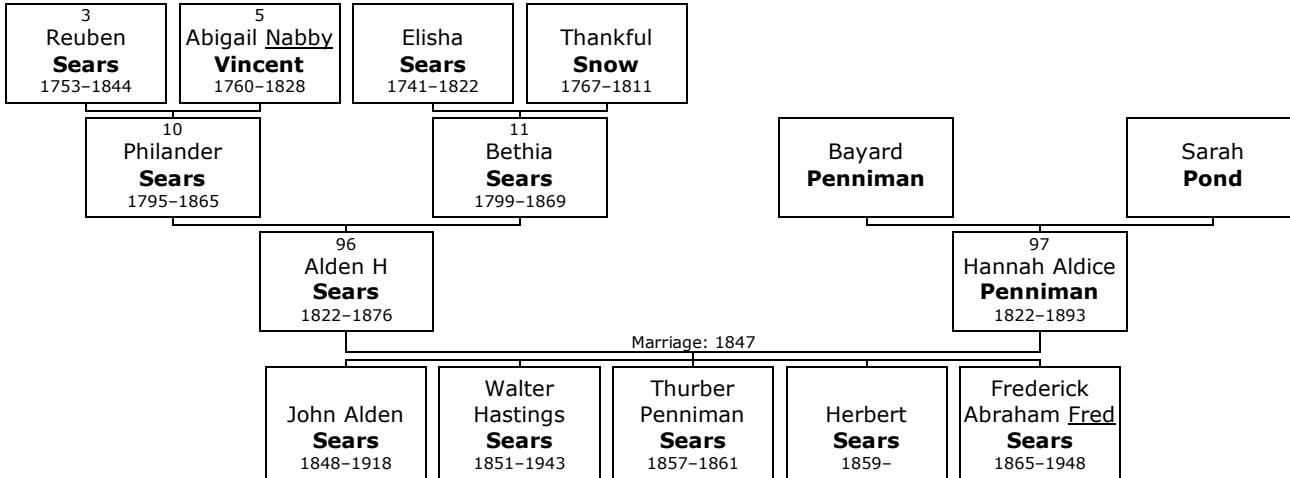 3
Reuben
Sears
1753–1844
5
Abigail Nabby
Vincent
1760–1828
Elisha
Sears
1741–1822
Thankful
Snow
1767–1811
10
Philander
Sears
1795–1865
11
Bethia
Sears
1799–1869
Bayard
Penniman
Sarah
Pond
96
Alden H
Sears
1822–1876
97
Hannah Aldice
Penniman
1822–1893
Marriage: 1847
John Alden
Sears
1848–1918
Walter
Hastings
Sears
1851–1943
Thurber
Penniman
Sears
1857–1861
Herbert
Sears
1859–
Frederick
Abraham Fred
Sears
1865–1948